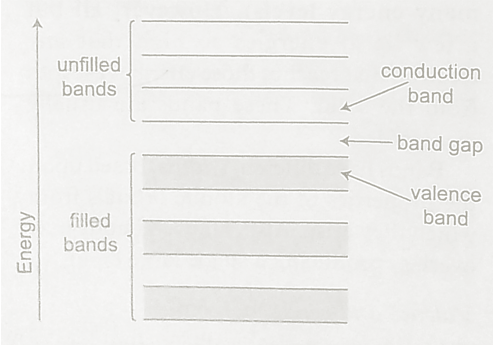 unfilled
bands
conduction
band
band gap
valence
band
filled
bands
Energy